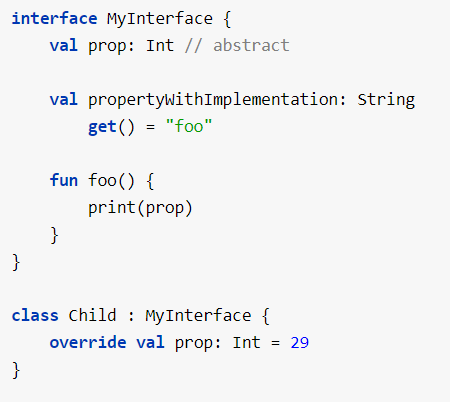 interface MyInterface {
    val prop: Int // abstract

    val propertyWithImplementation: String
        get() = "foo"

    fun foo() {
        print(prop)
    }
}

class Child : MyInterface {
    override val prop: Int = 29
}